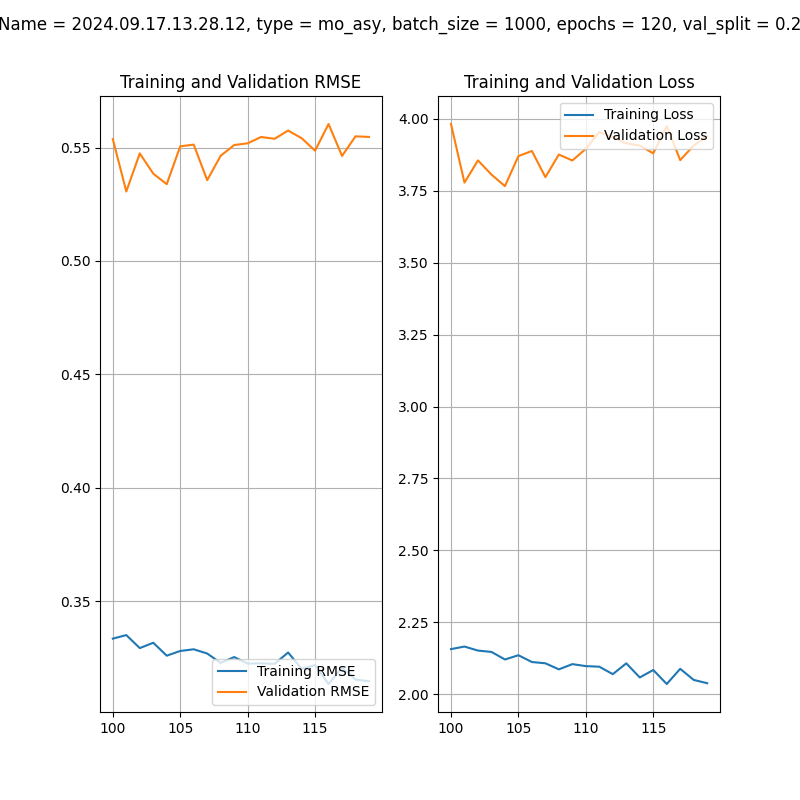 Name = 2024.09.17.13.28.12, type = mo_asy, batch_size = 1000, epochs = 120, val_split = 0.2
Training and Validation RMSE
0.55
0.50
0.45
0.40
0.35
100 105 110 115
Training RMSE
Validation RMSE
Training and Validation Loss
4.00
3.75
3.50
3.25
3.00
2.75
2.50
2.25
2.00
100 105 110 115
Training Loss
Validation Loss